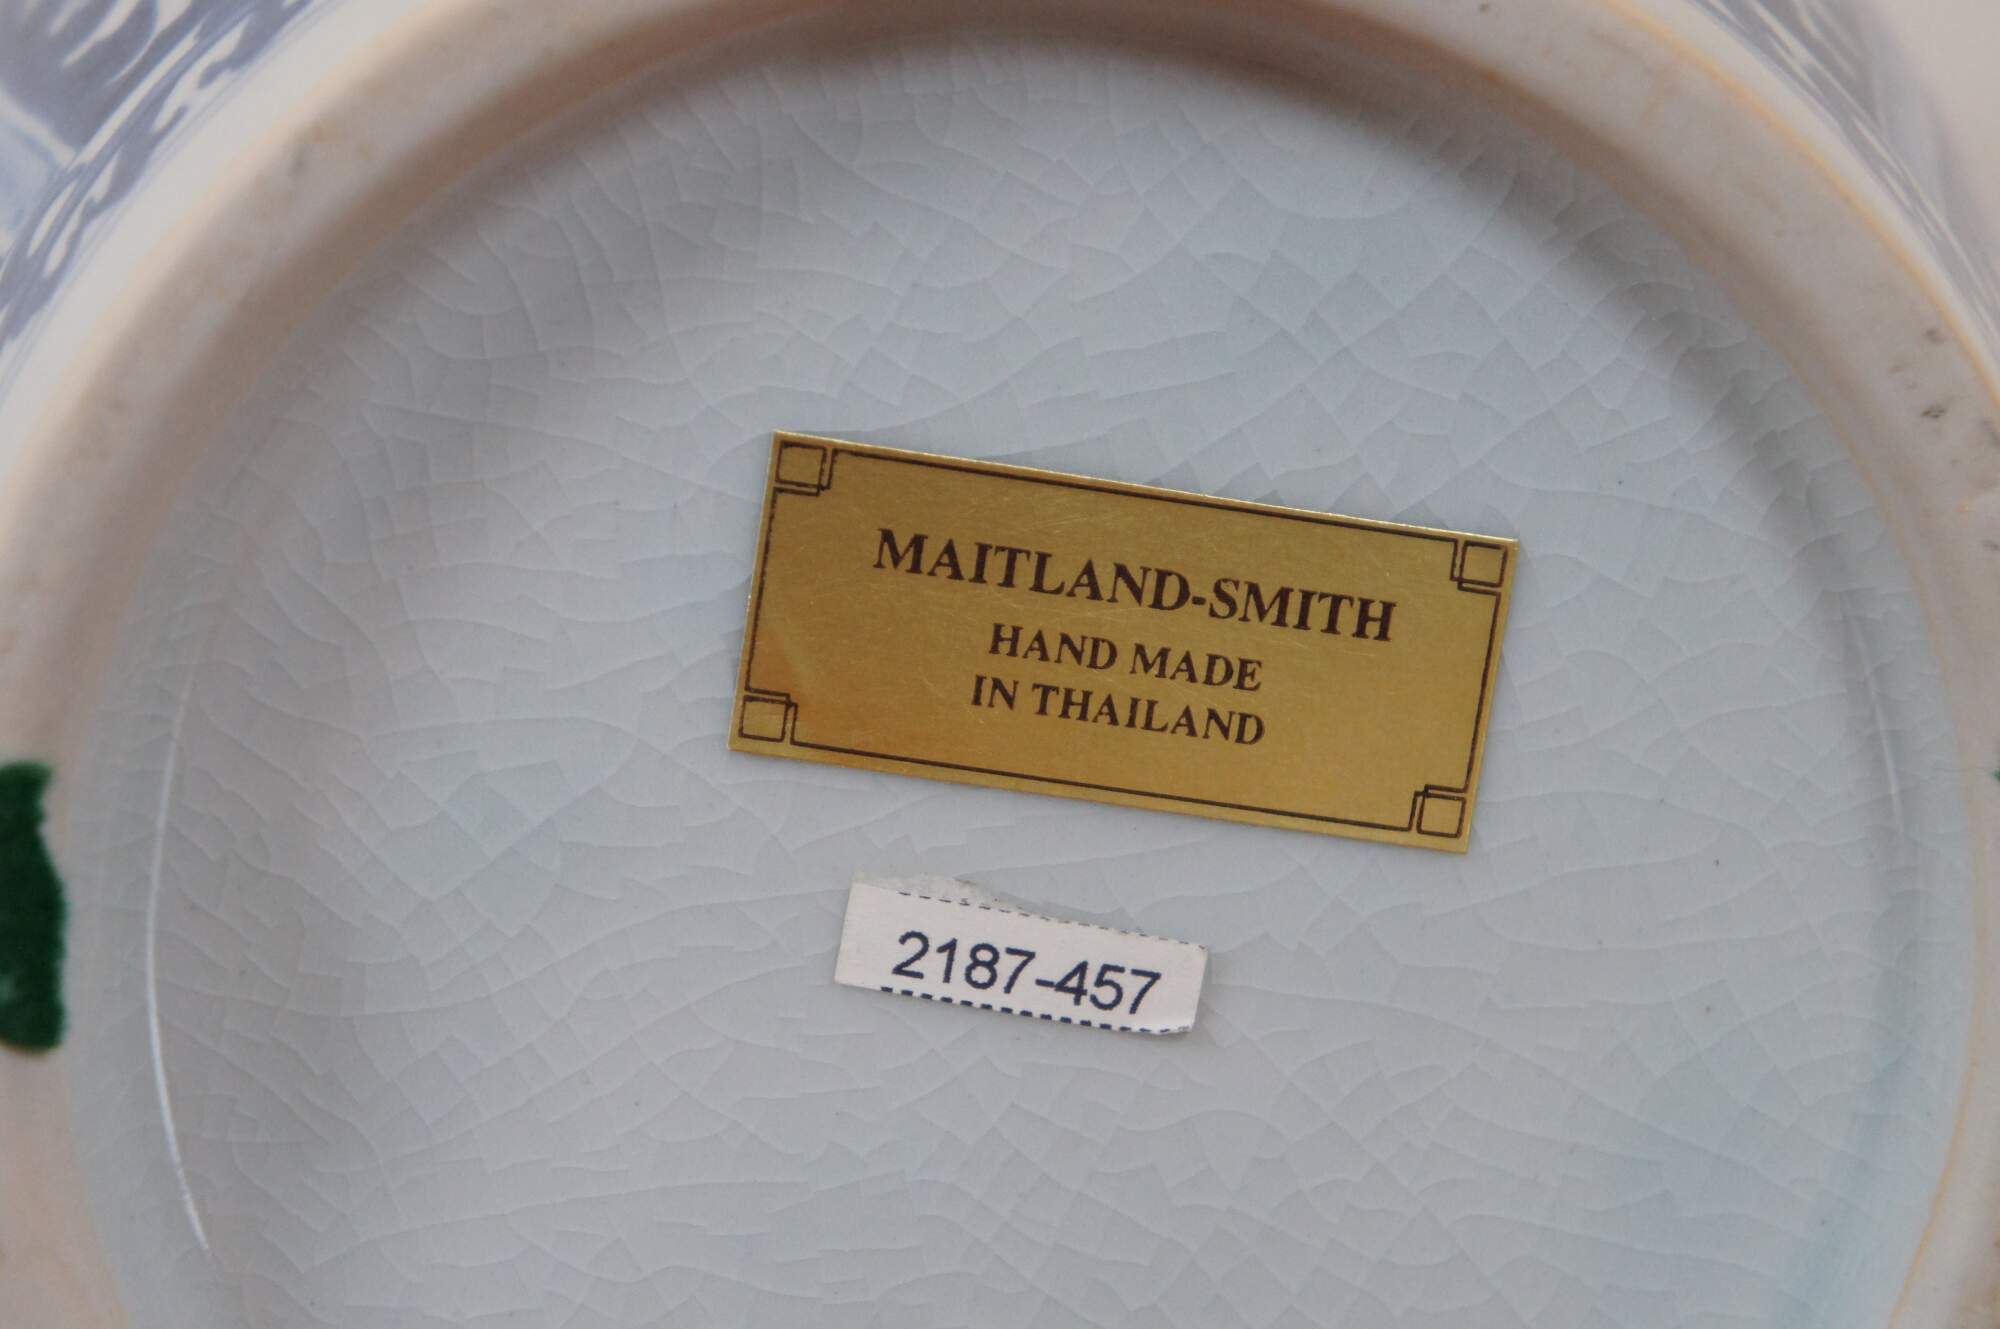 MAITLAND-SMITH
HAND MADE
IN THAILAND
2187-457